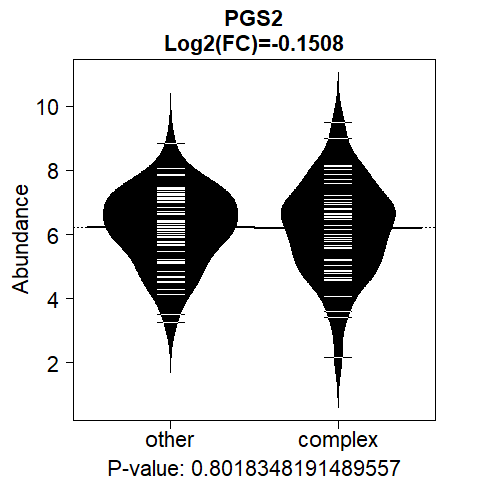 PGS2
Log2(FC)=-0.1508
Abundance
10
8
6
4
2
other complex
P-value: 0.8018348191489557